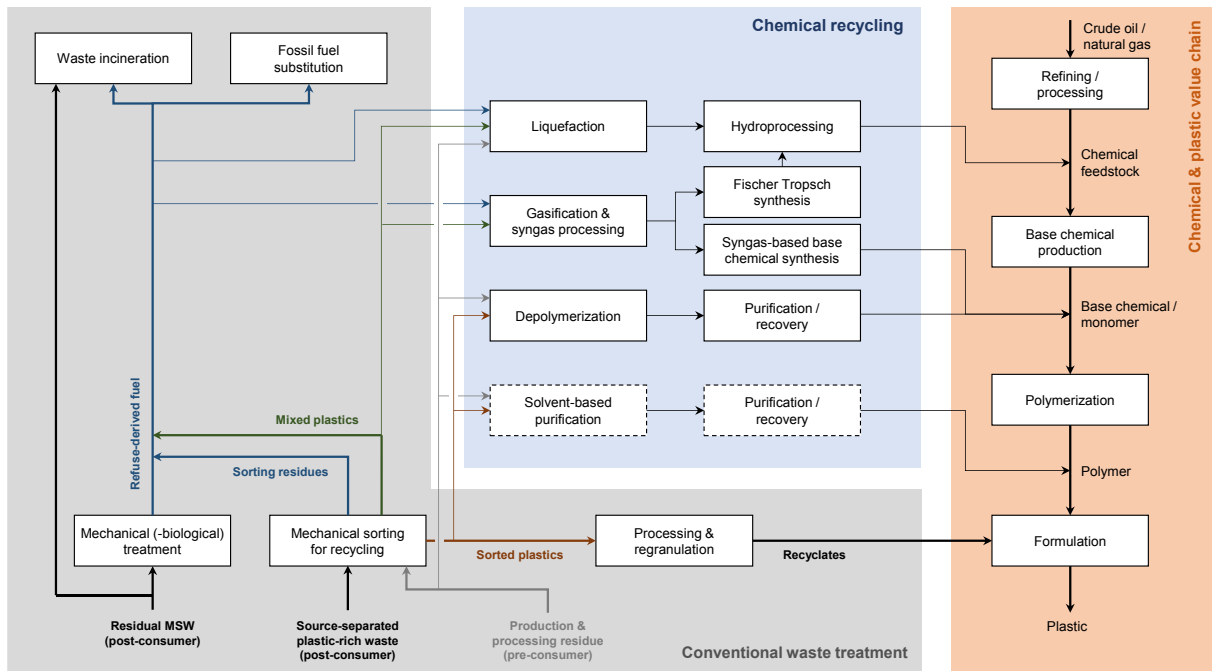 Chemical recycling
Crude oil /
natural gas
Waste incineration
Fossil fuel
substitution
Refining /
processing
Liquefaction
Hydroprocessing
Chemical
feedstock
Fischer Tropsch
synthesis
Gasification &
syngas processing
Syngas-based base
chemical synthesis
Base chemical
production
Depolymerization
Purification /
recovery
Base chemical /
monomer
Solvent-based
purification
Purification /
recovery
Polymerization
Chemical & plastic value chain
Refuse-derived fuel
Mixed plastics
Sorting residues
Polymer
Mechanical (-biological)
treatment
Mechanical sorting
for recycling
Sorted plastics
Processing &
regranulation
Recyclates
Formulation
Residual MSW
(post-consumer)
Source-separated
plastic-rich waste
(post-consumer)
Production &
processing residue
(pre-consumer)
Plastic
Conventional waste treatment